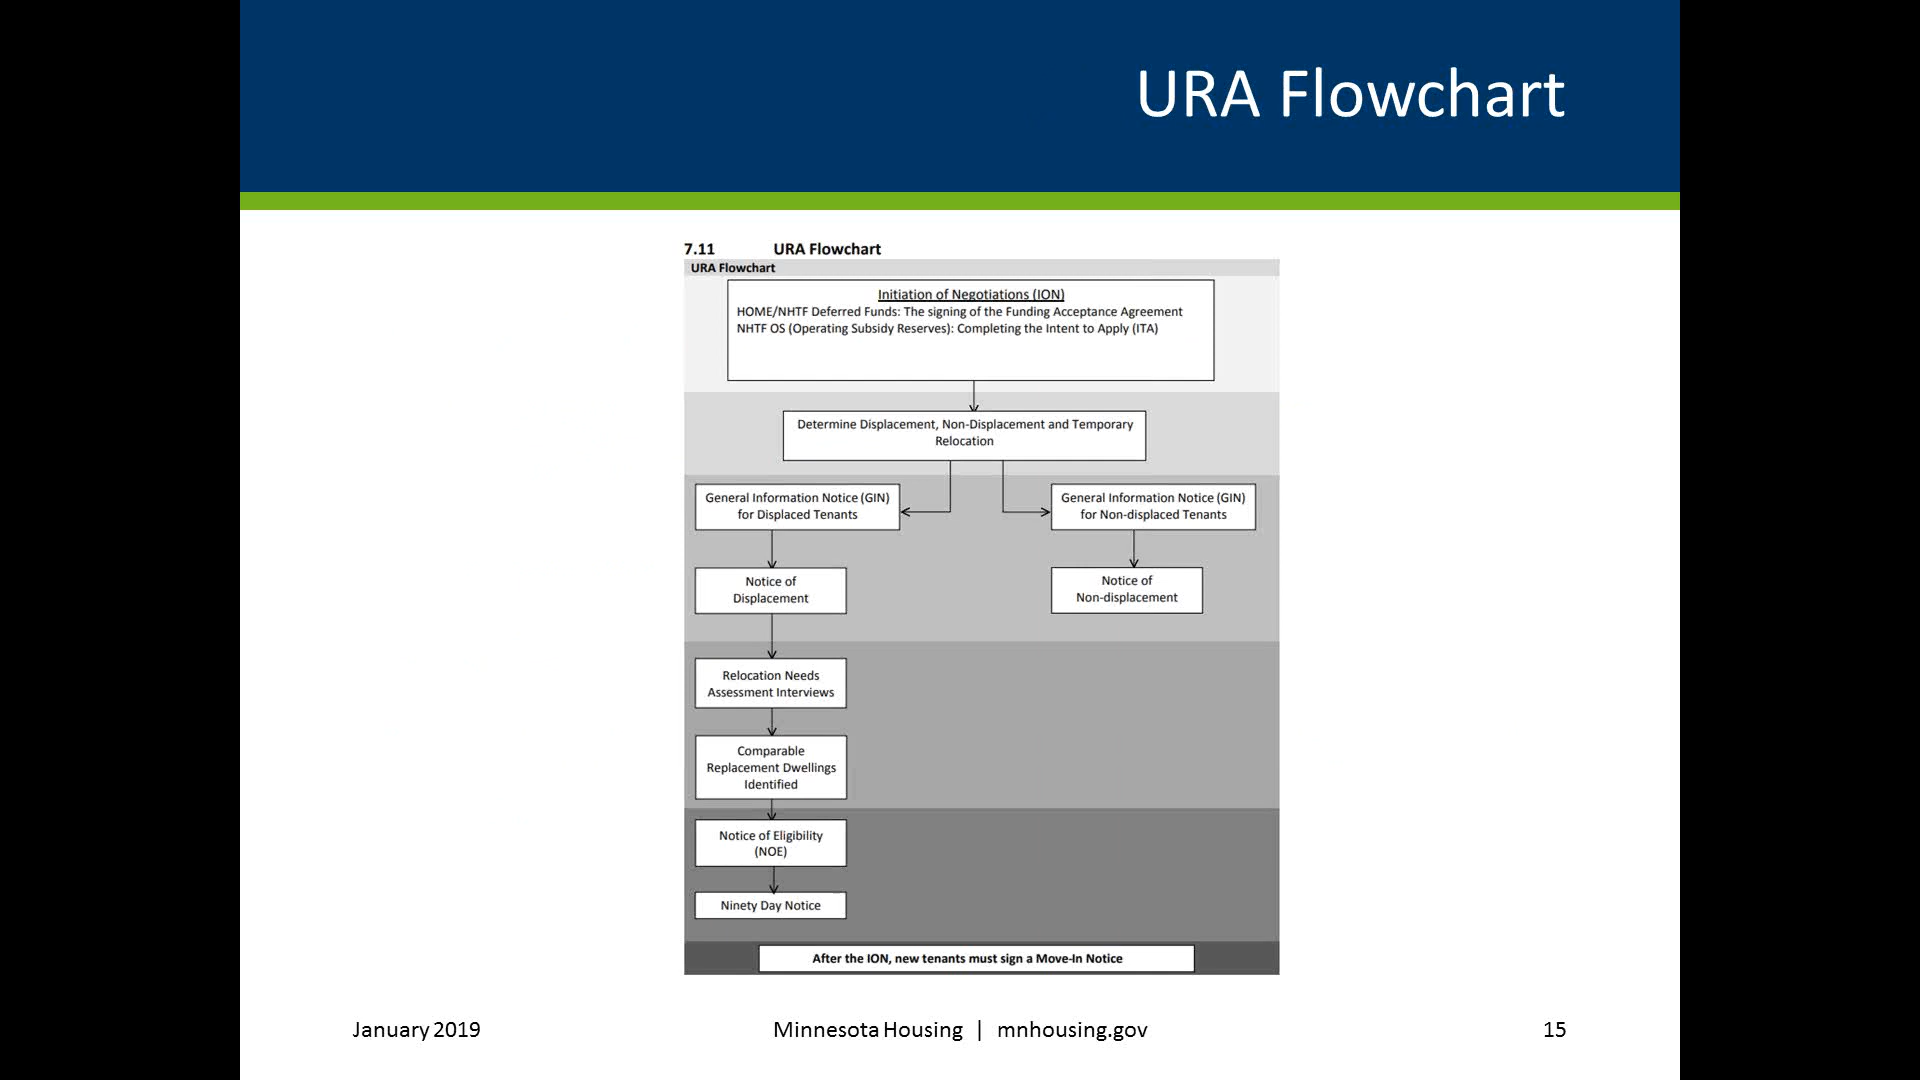 URA Flowchart
7.11 URA Flowchart
URA Flowchart
Initiation of Negotiations (ION)
HOME/NHTF Deferred Funds: The signing of the Funding Acceptance Agreement
NHTF OS (Operating Subsidy Reserves): Completing the Intent to Apply (ITA)
Determine Displacement, Non-Displacement and Temporary
Relocation
General Information Notice (GIN)
for Displaced Tenants
General Information Notice (GIN)
for Non-displaced Tenants
Notice of
Displacement
Notice of
Non-displacement
Relocation Needs
Assessment Interviews
Comparable
Replacement Dwellings
Identified
Notice of Eligibility
(NOE)
Ninety Day Notice
After the ION, new tenants must sign a Move-In Notice
January 2019
Minnesota Housing | mnhousing.gov
15